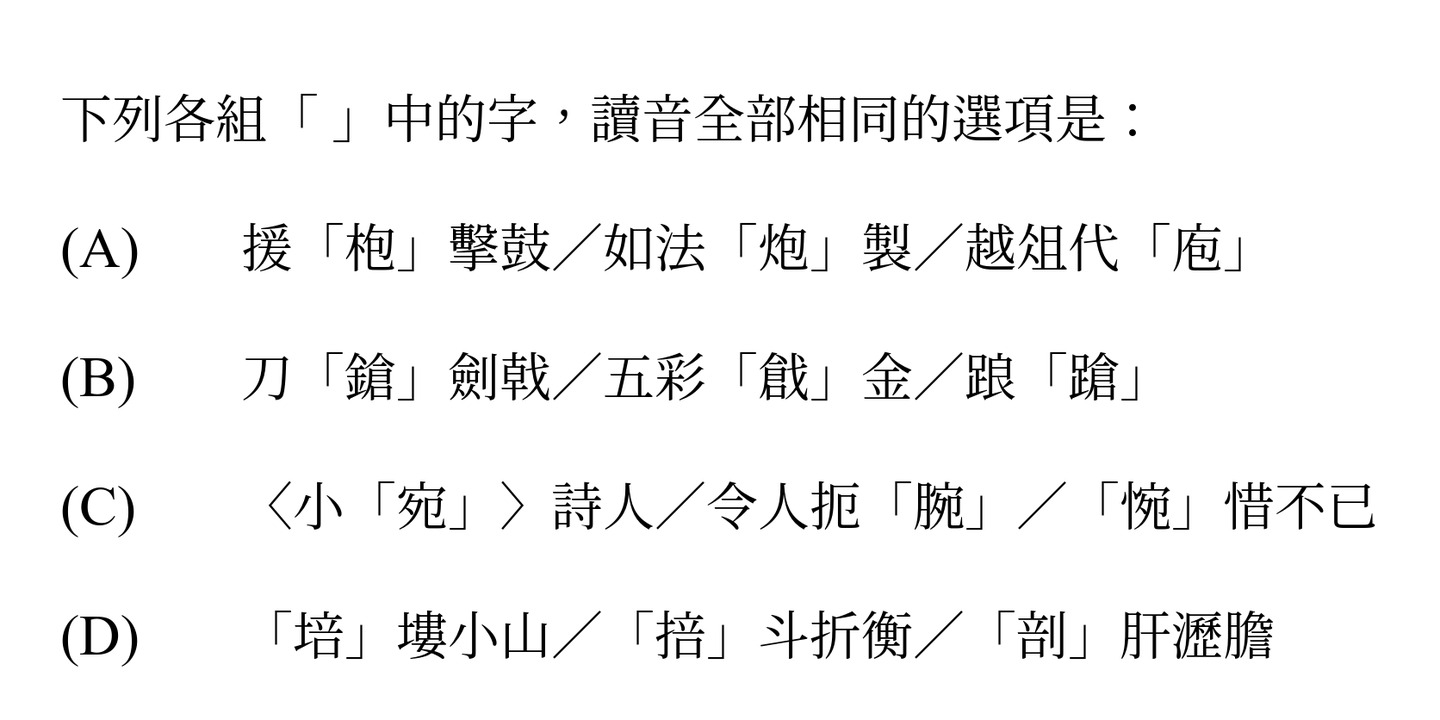 下列各組「 」中的字，讀音全部相同的選項是：
(A) 援「枹」擊鼓／如法「炮」製／越俎代「庖」
(B) 刀「鎗」劍戟／五彩「戧」金／踉「蹌」
(C) 〈小「宛」〉詩人／令人扼「腕」／「惋」惜不已
(D) 「培」塿小山／「掊」斗折衡／「剖」肝瀝膽